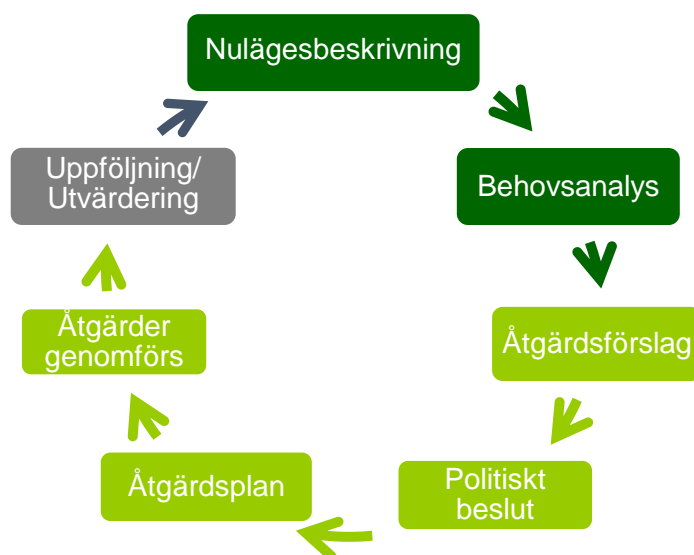 Nulägesbeskrivning
Behovsanalys
Åtgärdsförslag
Politiskt
beslut
Åtgärdsplan
Åtgärder
genomförs
Uppföljning/
Utvärdering